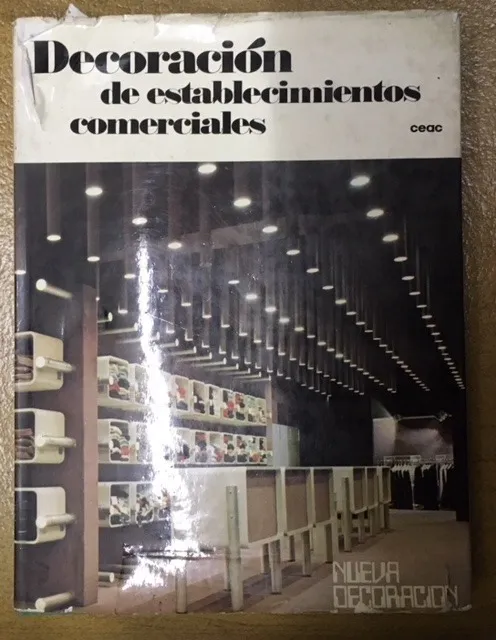 Decoración
de establecimientos
comerciales
ceac
NUEVA
DECORACION